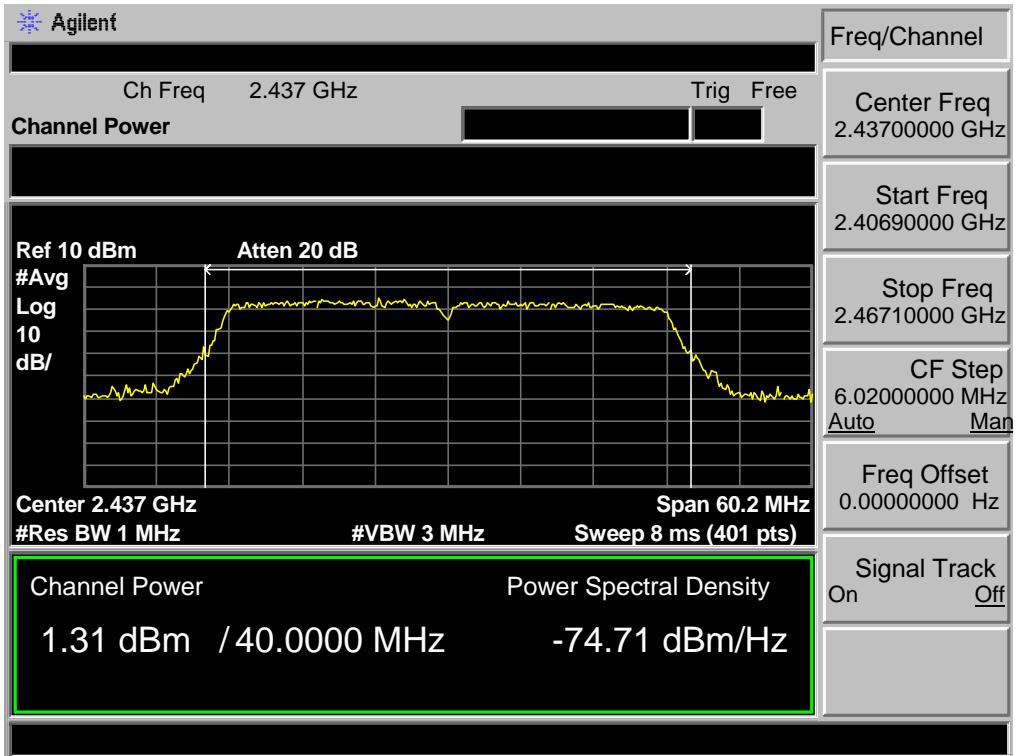 Agilent
Freq/Channel
Ch Freq 2.437 GHz Trig Free
Channel Power
Center Freq
2.43700000 GHz
Start Freq
2.40690000 GHz
Stop Freq
2.46710000 GHz
CF Step
6.02000000 MHz
Auto Man
Freq Offset
0.00000000 Hz
Signal Track
On Off
Ref 10 dBm Atten 20 dB
#Avg
Log
10
dB/
Center 2.437 GHz Span 60.2 MHz
#Res BW 1 MHz #VBW 3 MHz Sweep 8 ms (401 pts)
Channel Power Power Spectral Density
1.31 dBm / 40.0000 MHz -74.71 dBm/Hz